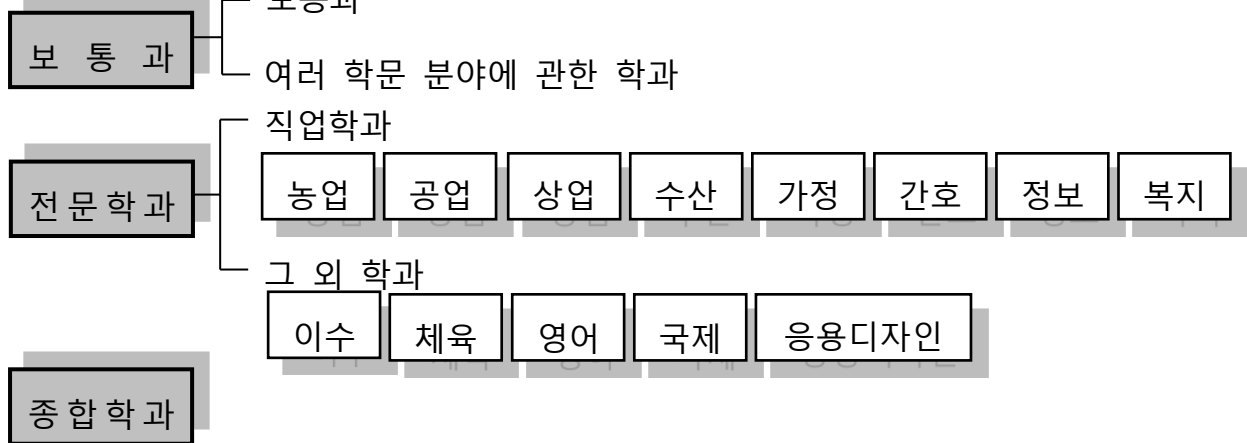 보통과
보 통 과
여러 학문 분야에 관한 학과
직업학과
전문학과
농업 공업 상업 수산 가정 간호 정보 복지
그 외 학과
이수 체육 영어 국제 응용디자인
종합학과